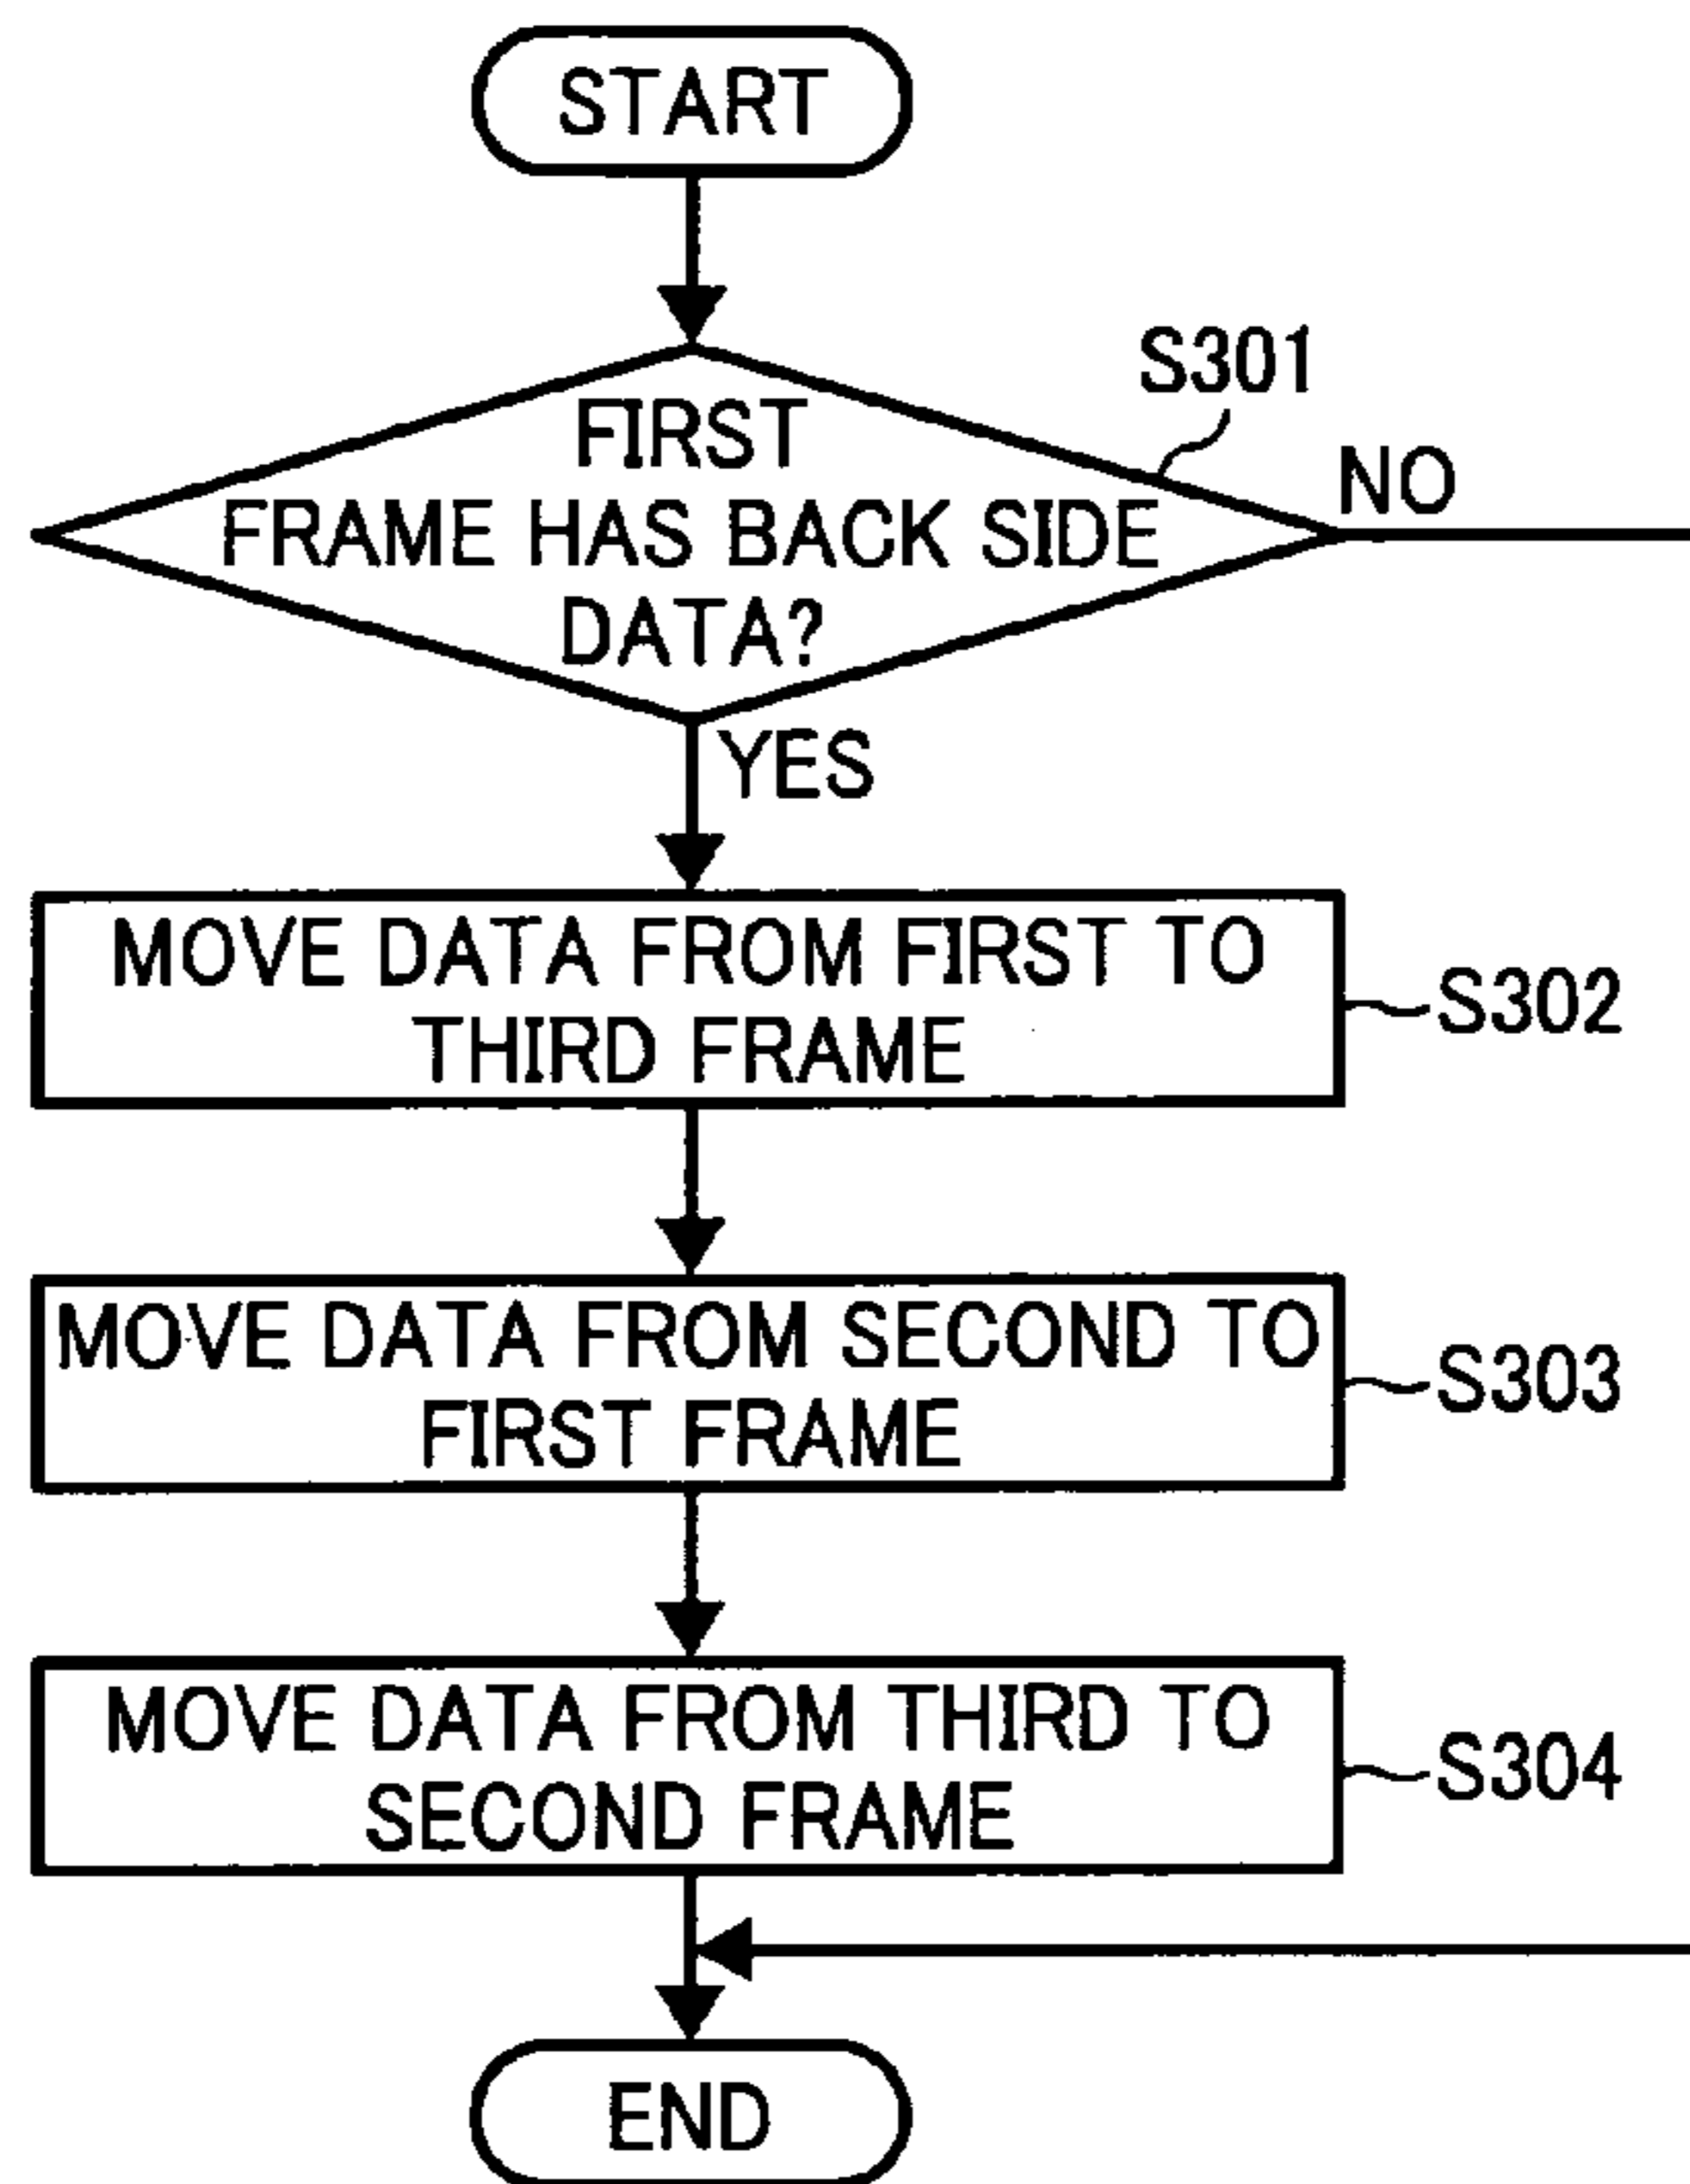 START
S301
FIRST
FRAME HAS BACK SIDE
DATA?
NO
YES
MOVE DATA FROM FIRST TO
THIRD FRAME
S302
MOVE DATA FROM SECOND TO
FIRST FRAME
S303
MOVE DATA FROM THIRD TO
SECOND FRAME
S304
END